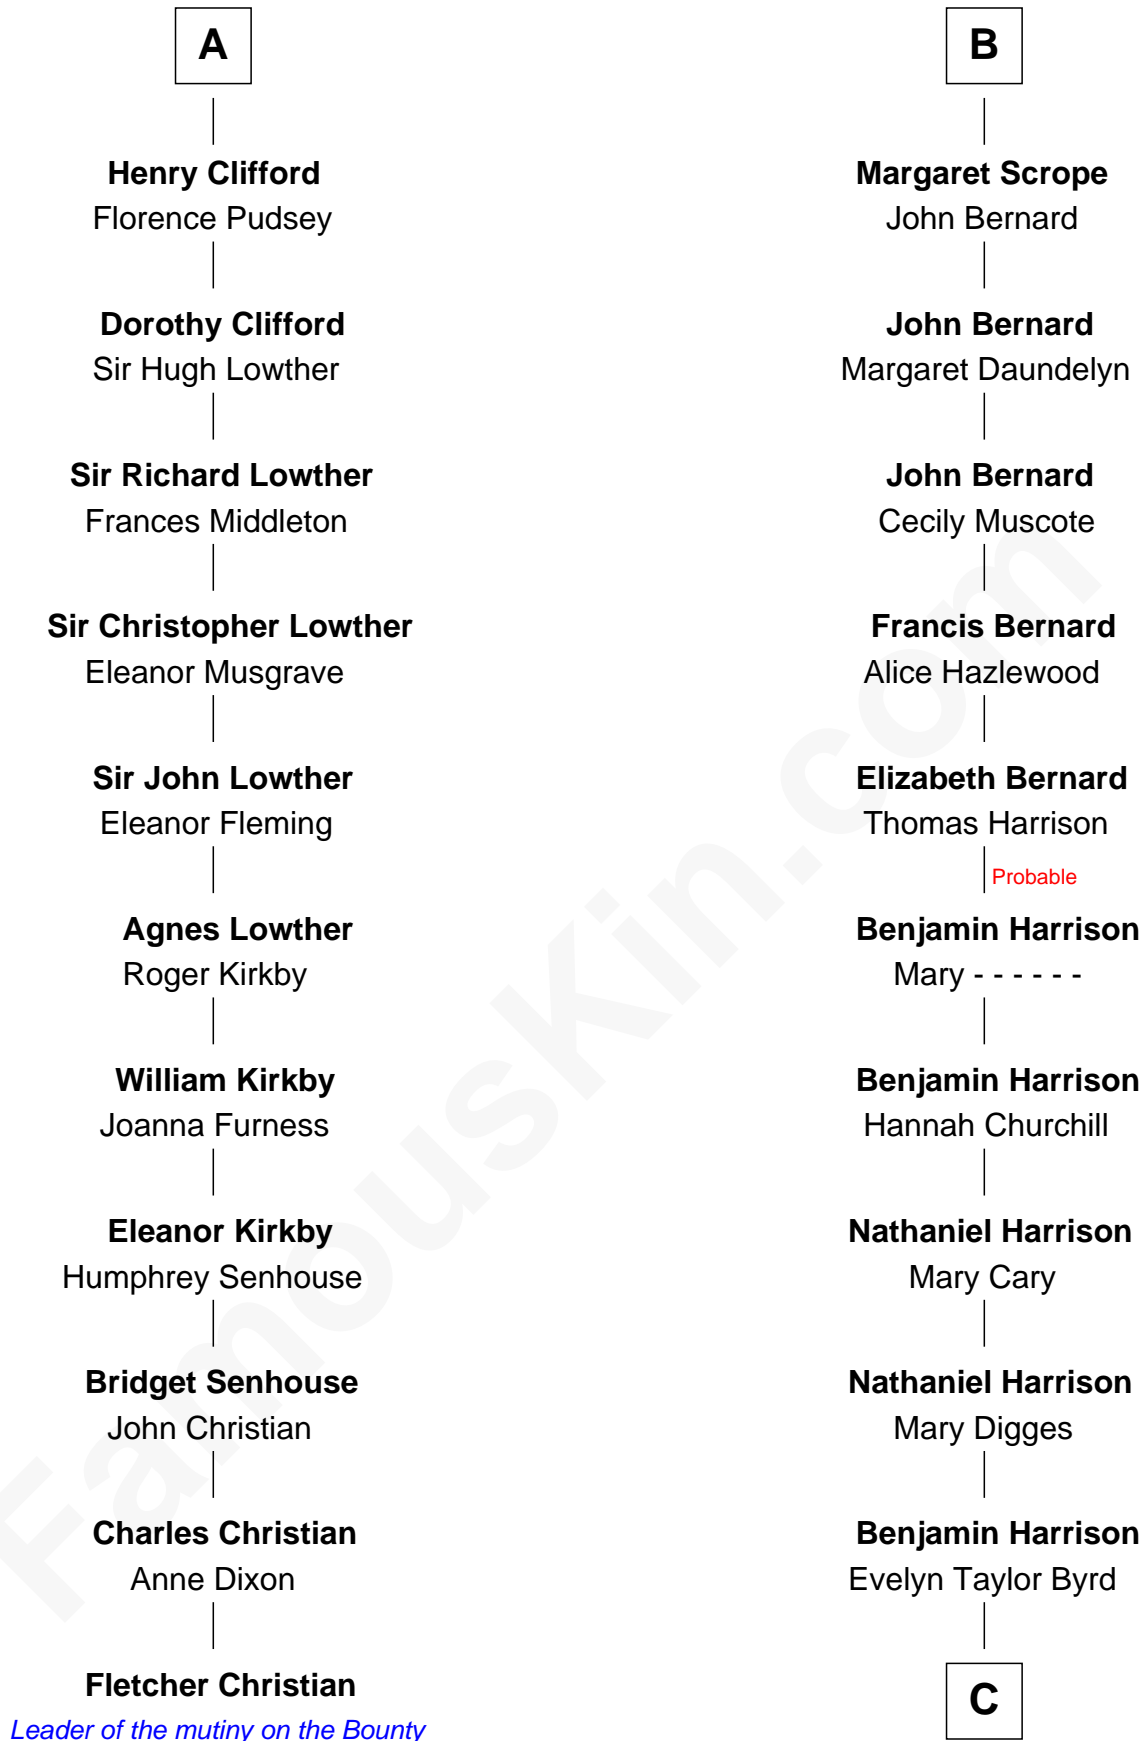 A
Henry Clifford
Florence Pudsey
Dorothy Clifford
Sir Hugh Lowther
Sir Richard Lowther
Frances Middleton
Sir Christopher Lowther
Eleanor Musgrave
Sir John Lowther
Eleanor Fleming
Agnes Lowther
Roger Kirkby
William Kirkby
Joanna Furness
Eleanor Kirkby
Humphrey Senhouse
Bridget Senhouse
John Christian
Charles Christian
Anne Dixon
Fletcher Christian
Leader of the mutiny on the Bounty
B
Margaret Scrope
John Bernard
John Bernard
Margaret Daundelyn
John Bernard
Cecily Muscote
Francis Bernard
Alice Hazlewood
Elizabeth Bernard
Thomas Harrison
Probable
Benjamin Harrison
Mary - - - - - -
Benjamin Harrison
Hannah Churchill
Nathaniel Harrison
Mary Cary
Nathaniel Harrison
Mary Digges
Benjamin Harrison
Evelyn Taylor Byrd
C
FamousKin.com